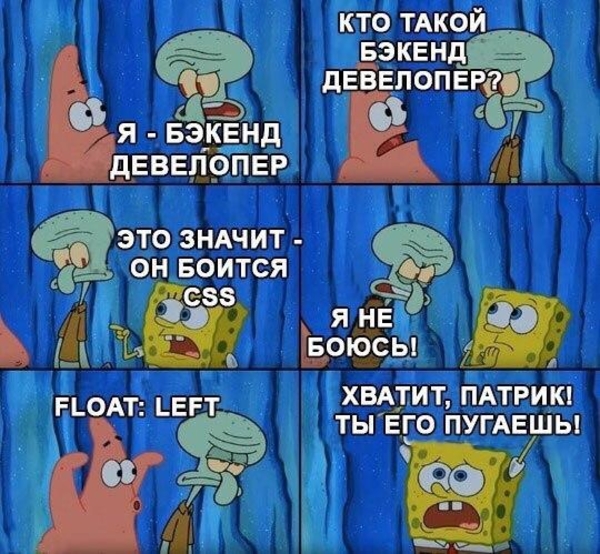 Я - БЭКЕНД
ДЕВЕЛОПЕР
КТО ТАКОЙ
БЭКЕНД
ДЕВЕЛОПЕР?
ЭТО ЗНАЧИТ -
ОН БОИТСЯ
CSS
Я НЕ
БОЮСЬ!
FLOAT: LEFT
ХВАТИТ, ПАТРИК!
ТЫ ЕГО ПУГАЕШЬ!